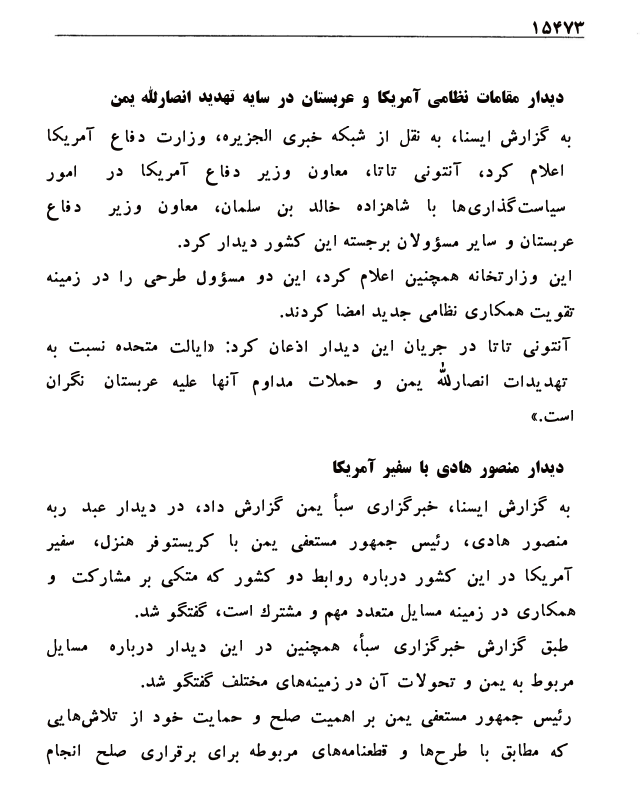 ۱۵۴۷۳
دیدار مقامات نظامی آمریکا و عربستان در سایه تهدید انصارالله یمن
به گزارش ایسنا، به نقل از شبکه خبری الجزیره، وزارت دفاع آمریکا
اعلام کرد، آنتونی تاتا، معاون وزیر دفاع آمریکا در امور
سیاست‌گذاری‌ها با شاهزاده خالد بن سلمان، معاون وزیر دفاع
عربستان و سایر مسؤولان برجسته این کشور دیدار کرد.
این وزارتخانه همچنین اعلام کرد، این دو مسؤول طرحی را در زمینه
تقویت همکاری نظامی جدید امضا کردند.
آنتونی تاتا در جریان این دیدار اذعان کرد: «ایالت متحده نسبت به
تهدیدات انصارالله یمن و حملات مداوم آنها علیه عربستان نگران
است.»
دیدار منصور هادی با سفیر آمریکا
به گزارش ایسنا، خبرگزاری سبأ یمن گزارش داد، در دیدار عبد ربه
منصور هادی، رئیس جمهور مستعفی یمن با کریستوفر هنزل، سفیر
آمریکا در این کشور درباره روابط دو کشور که متکی بر مشارکت و
همکاری در زمینه مسایل متعدد مهم و مشترك است، گفتگو شد.
طبق گزارش خبرگزاری سبأ، همچنین در این دیدار درباره مسایل
مربوط به یمن و تحولات آن در زمینه‌های مختلف گفتگو شد.
رئیس جمهور مستعفی یمن بر اهمیت صلح و حمایت خود از تلاش‌هایی
که مطابق با طرح‌ها و قطعنامه‌های مربوطه برای برقراری صلح انجام